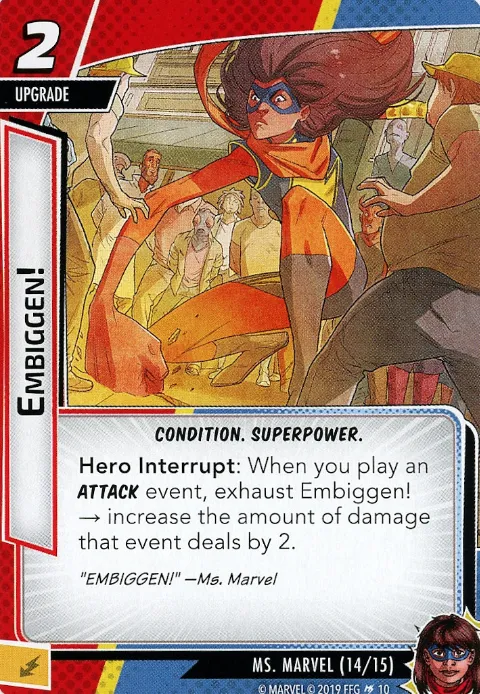 2
UPGRADE
EMBIGGEN!
CONDITION. SUPERPOWER.
Hero Interrupt: When you play an
ATTACK event, exhaust Embiggen!
→ increase the amount of damage
that event deals by 2.
"EMBIGGEN!" —Ms. Marvel
MS. MARVEL (14/15)
© MARVEL © 2019 FFG 10